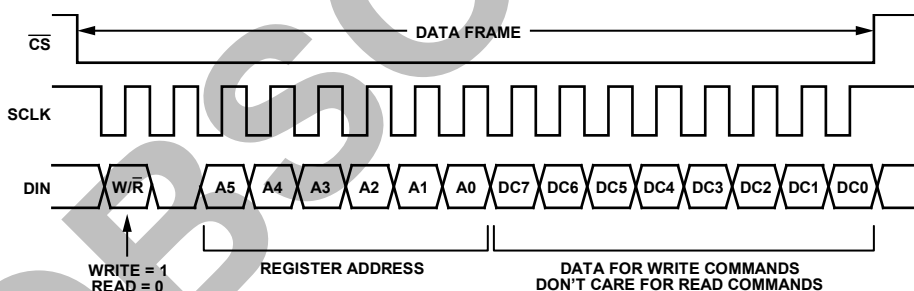 DATA FRAME
CS
SCLK
DIN
W/R
A5 A4 A3 A2 A1 A0 DC7 DC6 DC5 DC4 DC3 DC2 DC1 DC0
WRITE = 1
READ = 0
REGISTER ADDRESS
DATA FOR WRITE COMMANDS
DON'T CARE FOR READ COMMANDS